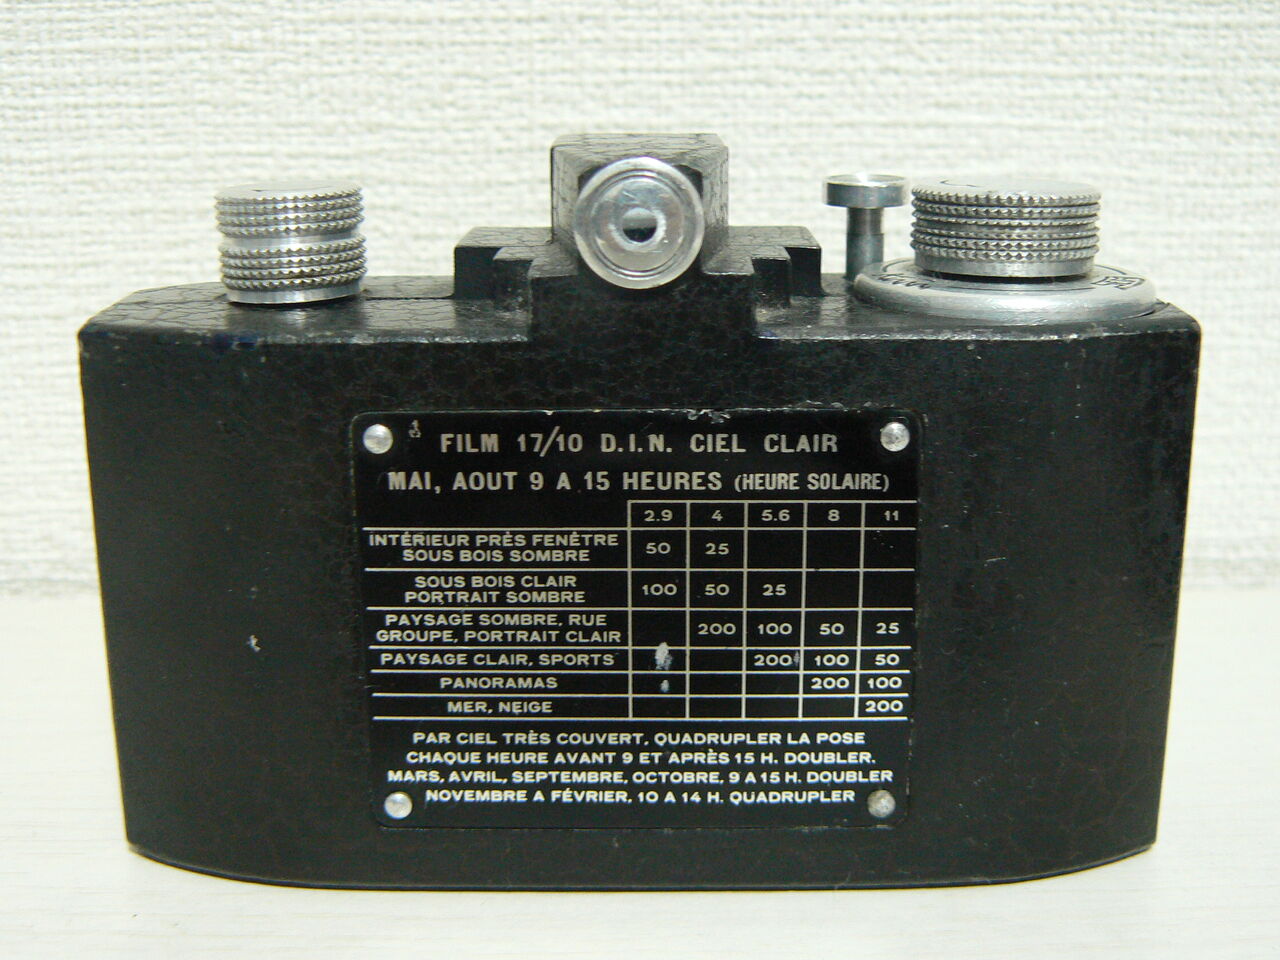 FILM 17/10 D.I.N. CIEL CLAIR
MAI, AOUT 9 A 15 HEURES (HEURE SOLAIRE)
2.9 4 5.6 8 11
INTÉRIEUR PRÈS FENÊTRE
SOUS BOIS SOMBRE 50 25
SOUS BOIS CLAIR
PORTRAIT SOMBRE 100 50 25
PAYSAGE SOMBRE, RUE
GROUPE, PORTRAIT CLAIR 200 100 50 25
PAYSAGE CLAIR, SPORTS 200 100 50
PANORAMAS 200 100
MER, NEIGE 200
PAR CIEL TRÈS COUVERT, QUADRUPLER LA POSE
CHAQUE HEURE AVANT 9 ET APRÈS 15 H. DOUBLER.
MARS, AVRIL, SEPTEMBRE, OCTOBRE, 9 A 15 H. DOUBLER
NOVEMBRE A FÉVRIER, 10 A 14 H. QUADRUPLER